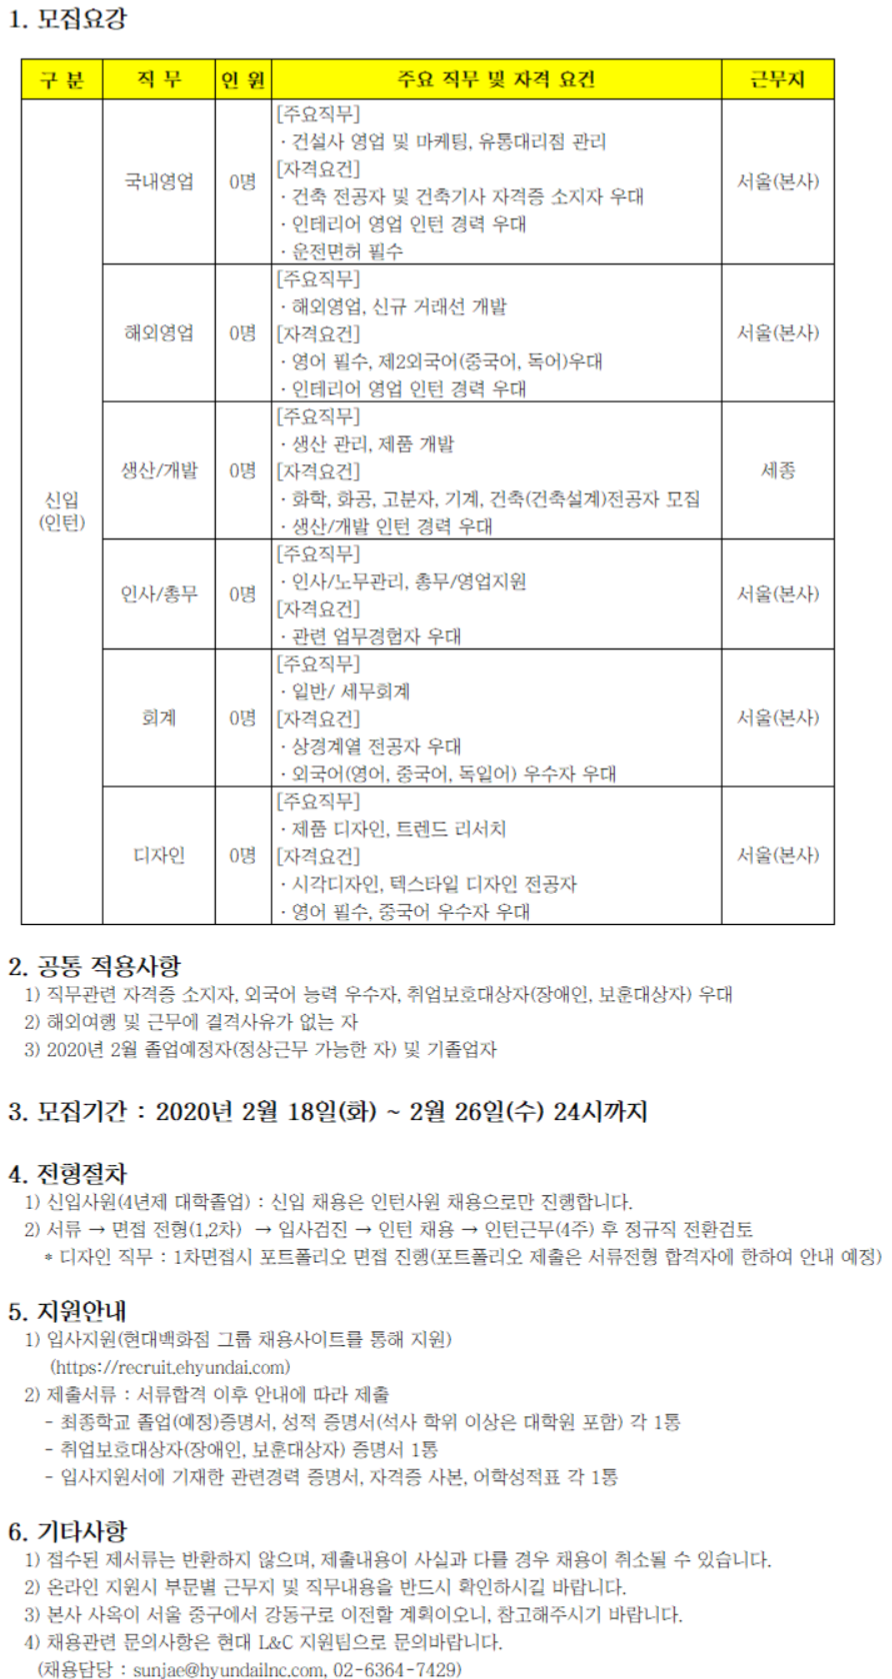 1. 모집요강
구 분 직 무 인 원 주요 직무 및 자격 요건 근무지
신입
(인턴)
국내영업 0명
[주요직무]
· 건설사 영업 및 마케팅, 유통대리점 관리
[자격요건]
· 건축 전공자 및 건축기사 자격증 소지자 우대
· 인테리어 영업 인턴 경력 우대
· 운전면허 필수
서울(본사)
해외영업 0명
[주요직무]
· 해외영업, 신규 거래선 개발
[자격요건]
· 영어 필수, 제2외국어(중국어, 독어)우대
· 인테리어 영업 인턴 경력 우대
서울(본사)
생산/개발 0명
[주요직무]
· 생산 관리, 제품 개발
[자격요건]
· 화학, 화공, 고분자, 기계, 건축(건축설계)전공자 모집
· 생산/개발 인턴 경력 우대
세종
인사/총무 0명
[주요직무]
· 인사/노무관리, 총무/영업지원
[자격요건]
· 관련 업무경험자 우대
서울(본사)
회계 0명
[주요직무]
· 일반/ 세무회계
[자격요건]
· 상경계열 전공자 우대
· 외국어(영어, 중국어, 독일어) 우수자 우대
서울(본사)
디자인 0명
[주요직무]
· 제품 디자인, 트렌드 리서치
[자격요건]
· 시각디자인, 텍스타일 디자인 전공자
· 영어 필수, 중국어 우수자 우대
서울(본사)
2. 공통 적용사항
1) 직무관련 자격증 소지자, 외국어 능력 우수자, 취업보호대상자(장애인, 보훈대상자) 우대
2) 해외여행 및 근무에 결격사유가 없는 자
3) 2020년 2월 졸업예정자(정상근무 가능한 자) 및 기졸업자
3. 모집기간 : 2020년 2월 18일(화) ~ 2월 26일(수) 24시까지
4. 전형절차
1) 신입사원(4년제 대학졸업) : 신입 채용은 인턴사원 채용으로만 진행합니다.
2) 서류 → 면접 전형(1,2차) → 입사검진 → 인턴 채용 → 인턴근무(4주) 후 정규직 전환검토
* 디자인 직무 : 1차면접시 포트폴리오 면접 진행(포트폴리오 제출은 서류전형 합격자에 한하여 안내 예정)
5. 지원안내
1) 입사지원(현대백화점 그룹 채용사이트를 통해 지원)
(https://recruit.ehyundai.com)
2) 제출서류 : 서류합격 이후 안내에 따라 제출
- 최종학교 졸업(예정)증명서, 성적 증명서(석사 학위 이상은 대학원 포함) 각 1통
- 취업보호대상자(장애인, 보훈대상자) 증명서 1통
- 입사지원서에 기재한 관련경력 증명서, 자격증 사본, 어학성적표 각 1통
6. 기타사항
1) 접수된 제서류는 반환하지 않으며, 제출내용이 사실과 다를 경우 채용이 취소될 수 있습니다.
2) 온라인 지원시 부문별 근무지 및 직무내용을 반드시 확인하시길 바랍니다.
3) 본사 사옥이 서울 중구에서 강동구로 이전할 계획이오니, 참고해주시기 바랍니다.
4) 채용관련 문의사항은 현대 L&C 지원팀으로 문의바랍니다.
(채용담당 : sunjae@hyundailnc.com, 02-6364-7429)